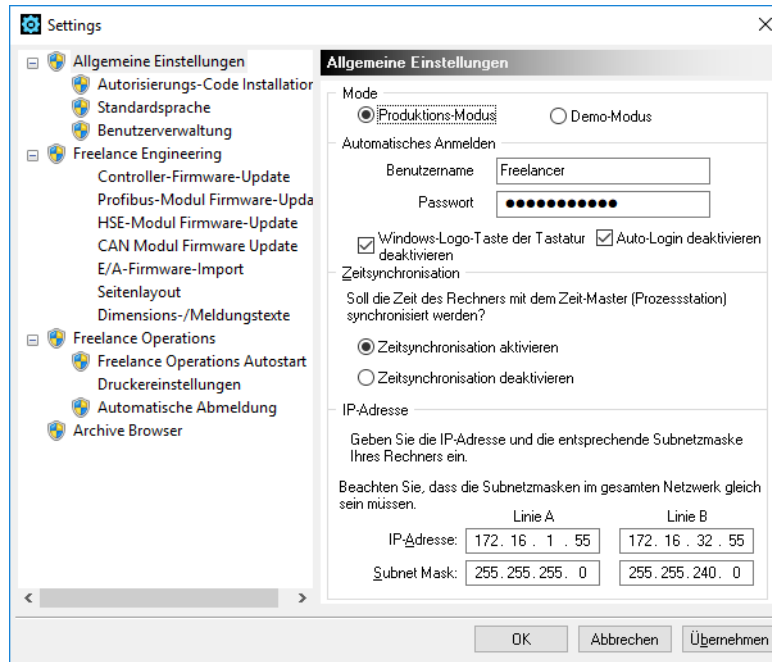 Settings
Allgemeine Einstellungen
Autorisierungs-Code Installation
Standardsprache
Benutzerverwaltung
Freelance Engineering
Controller-Firmware-Update
Profibus-Modul Firmware-Upda
HSE-Modul Firmware-Update
CAN Modul Firmware Update
E/A-Firmware-Import
Seitenlayout
Dimensions-/Meldungstexte
Freelance Operations
Freelance Operations Autostart
Druckereinstellungen
Automatische Abmeldung
Archive Browser
Allgemeine Einstellungen
Mode
Produktions-Modus Demo-Modus
Automatisches Anmelden
Benutzername Freelancer
Passwort ●●●●●●●●●●●
Windows-Logo-Taste der Tastatur Auto-Login deaktivieren
deaktivieren
Zeitsynchronisation
Soll die Zeit des Rechners mit dem Zeit-Master (Prozessstation)
synchronisiert werden?
Zeitsynchronisation aktivieren
Zeitsynchronisation deaktivieren
IP-Adresse
Geben Sie die IP-Adresse und die entsprechende Subnetzmaske
Ihres Rechners ein.
Beachten Sie, dass die Subnetzmasken im gesamten Netzwerk gleich
sein müssen.
Linie A Linie B
IP-Adresse: 172. 16 . 1 . 55 172. 16 . 32 . 55
Subnet Mask: 255.255.255. 0 255.255.240. 0
OK Abbrechen Übernehmen